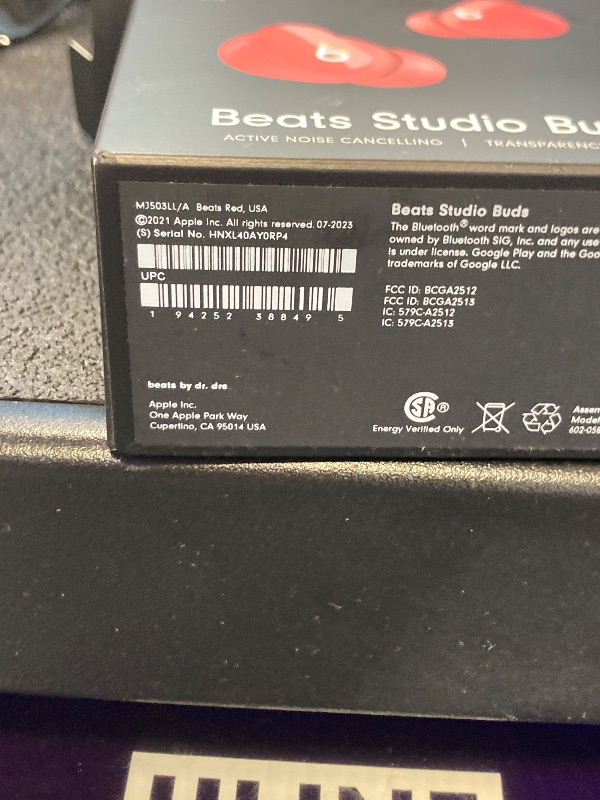 Beats Studio Bu
ACTIVE NOISE CANCELLING | TRANSPARENC
MJ503LL/A Beats Red, USA
©2021 Apple Inc. All rights reserved. 07-2023
(S) Serial No. HNXL40AY0RP4
UPC
1 94252 38849 5
beats by dr. dre
Apple Inc.
One Apple Park Way
Cupertino, CA 95014 USA
Beats Studio Buds
The Bluetooth® word mark and logos are
owned by Bluetooth SIG, Inc. and any use
is under license. Google Play and the Goo
trademarks of Google LLC.
FCC ID: BCGA2512
FCC ID: BCGA2513
IC: 579C-A2512
IC: 579C-A2513
SA ®
Energy Verified Only
Assem
Model
602-058